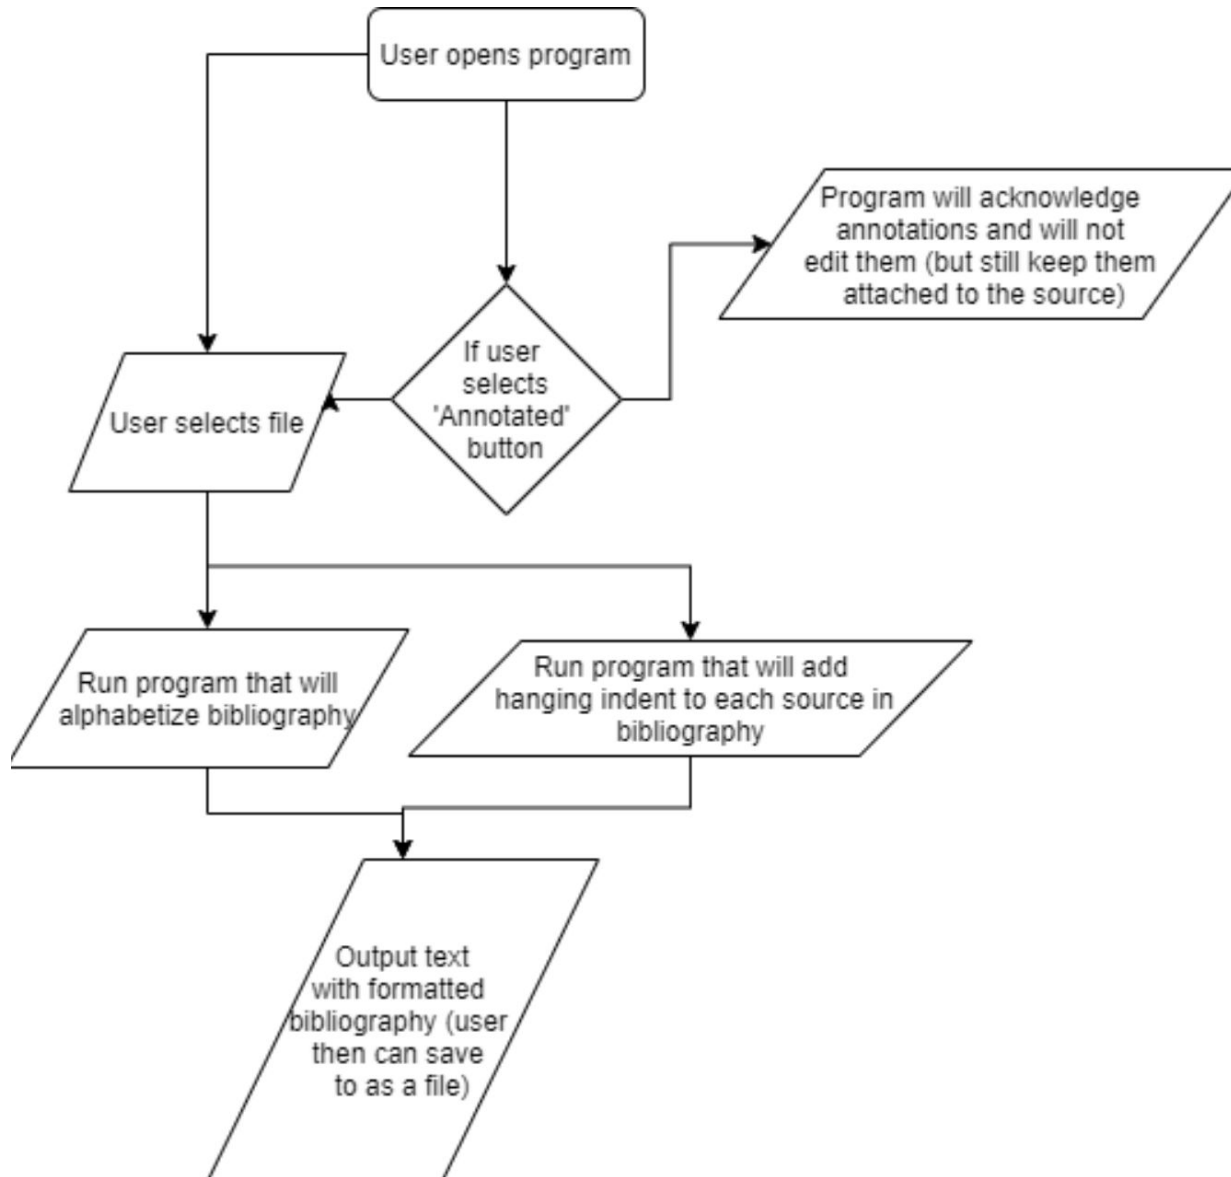 User opens program
Program will acknowledge
annotations and will not
edit them (but still keep them
attached to the source)
If user
selects
'Annotated'
button
User selects file
Run program that will
alphabetize bibliography
Run program that will add
hanging indent to each source in
bibliography
Output text
with formatted
bibliography (user
then can save
to as a file)